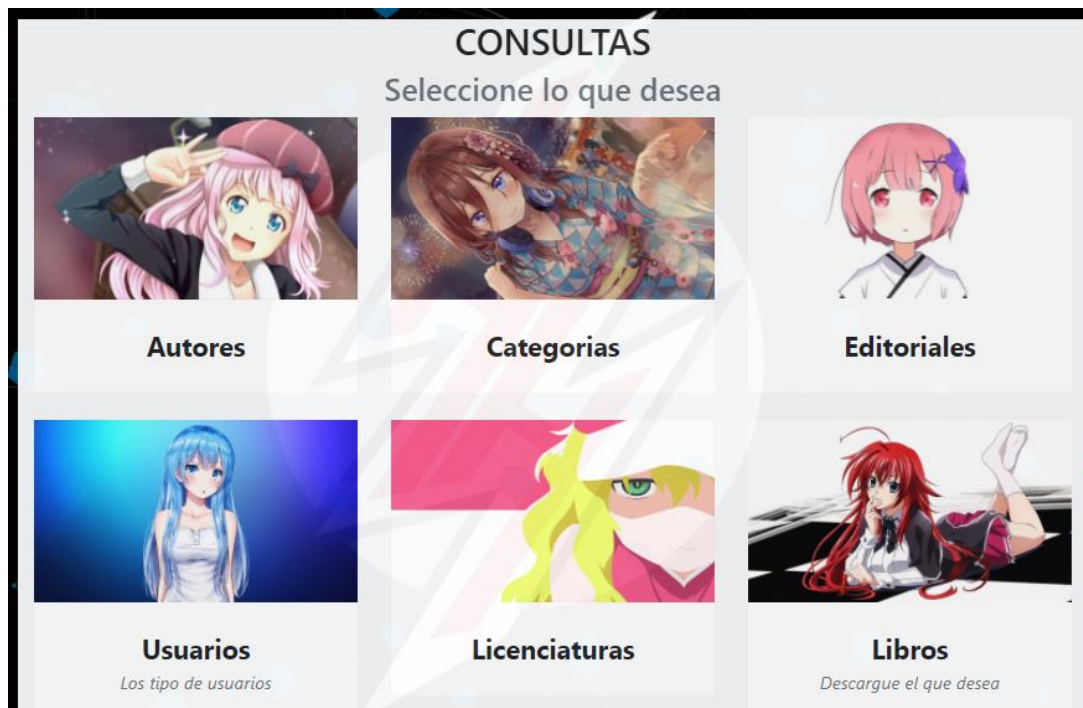 CONSULTAS
Seleccione lo que desea
Autores
Categorias
Editoriales
Usuarios
Los tipo de usuarios
Licenciaturas
Libros
Descargue el que desea